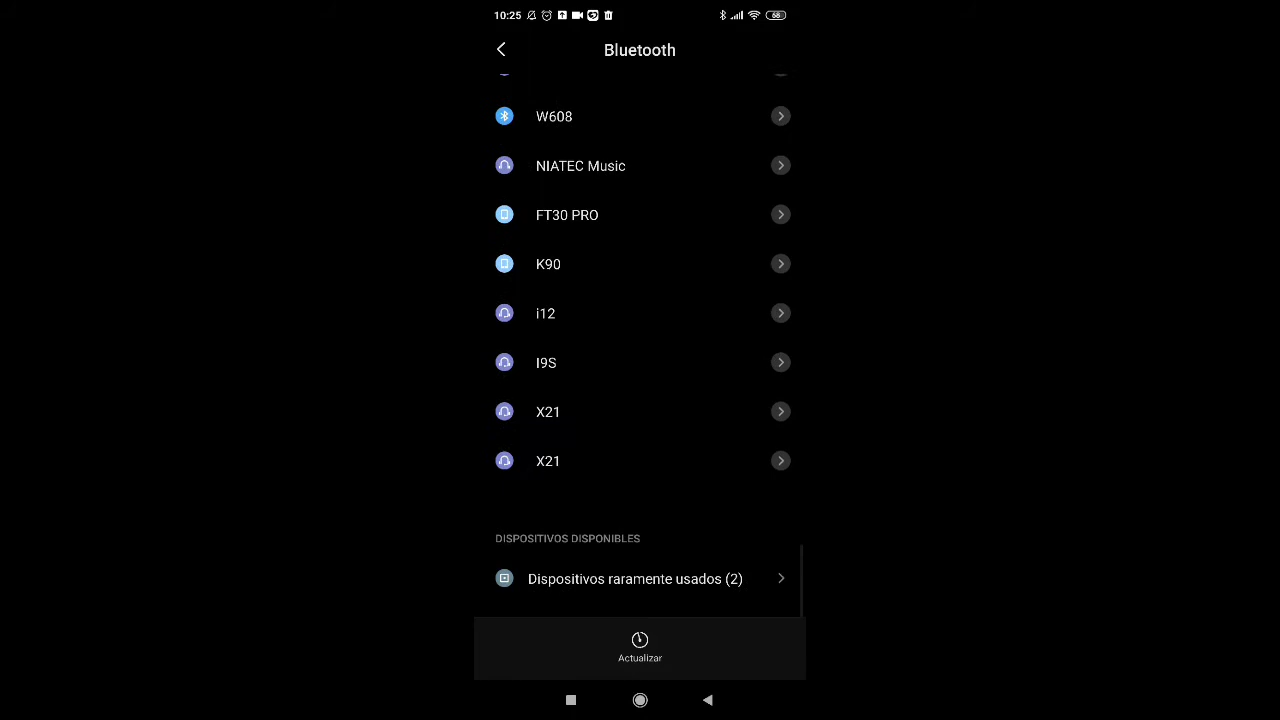 10:25
68
Bluetooth
W608
NIATEC Music
FT30 PRO
K90
i12
I9S
X21
X21
DISPOSITIVOS DISPONIBLES
Dispositivos raramente usados (2)
Actualizar